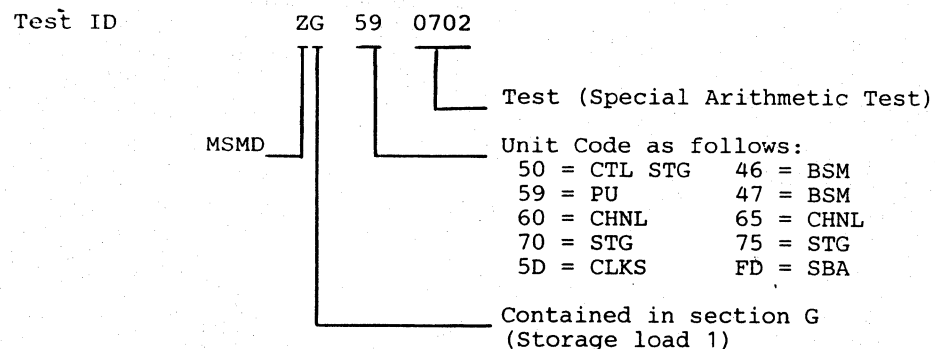 Test ID ZG 59 0702
Test (Special Arithmetic Test)
MSMD Unit Code as follows:
50 = CTL STG 46 = BSM
59 = PU 47 = BSM
60 = CHNL 65 = CHNL
70 = STG 75 = STG
5D = CLKS FD = SBA
Contained in section G
(Storage load 1)